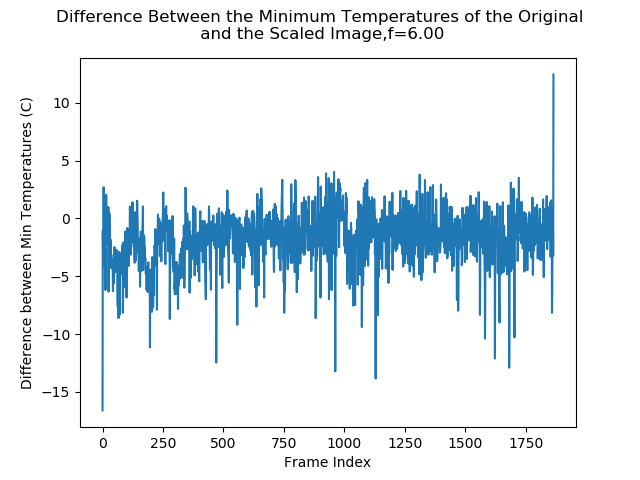 Difference Between the Minimum Temperatures of the Original
and the Scaled Image,f=6.00
10
5
0
−5
−10
−15
Difference between Min Temperatures (C)
0 250 500 750 1000 1250 1500 1750
Frame Index